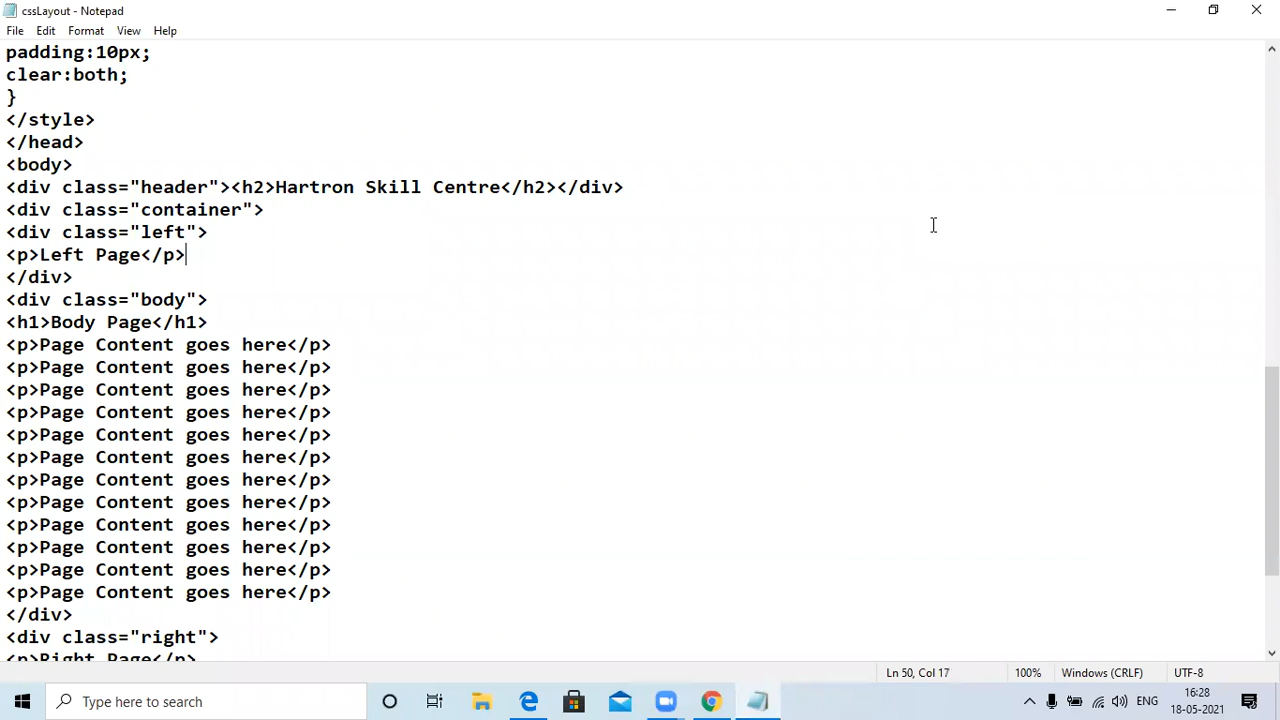 cssLayout - Notepad
File Edit Format View Help
padding:10px;
clear:both;
}
</style>
</head>
<body>
<div class="header"><h2>Hartron Skill Centre</h2></div>
<div class="container">
<div class="left">
<p>Left Page</p>
</div>
<div class="body">
<h1>Body Page</h1>
<p>Page Content goes here</p>
<p>Page Content goes here</p>
<p>Page Content goes here</p>
<p>Page Content goes here</p>
<p>Page Content goes here</p>
<p>Page Content goes here</p>
<p>Page Content goes here</p>
<p>Page Content goes here</p>
<p>Page Content goes here</p>
<p>Page Content goes here</p>
<p>Page Content goes here</p>
<p>Page Content goes here</p>
</div>
<div class="right">
<p>Right Page</p>
Ln 50, Col 17 100% Windows (CRLF) UTF-8
Type here to search
ENG
16:28
18-05-2021